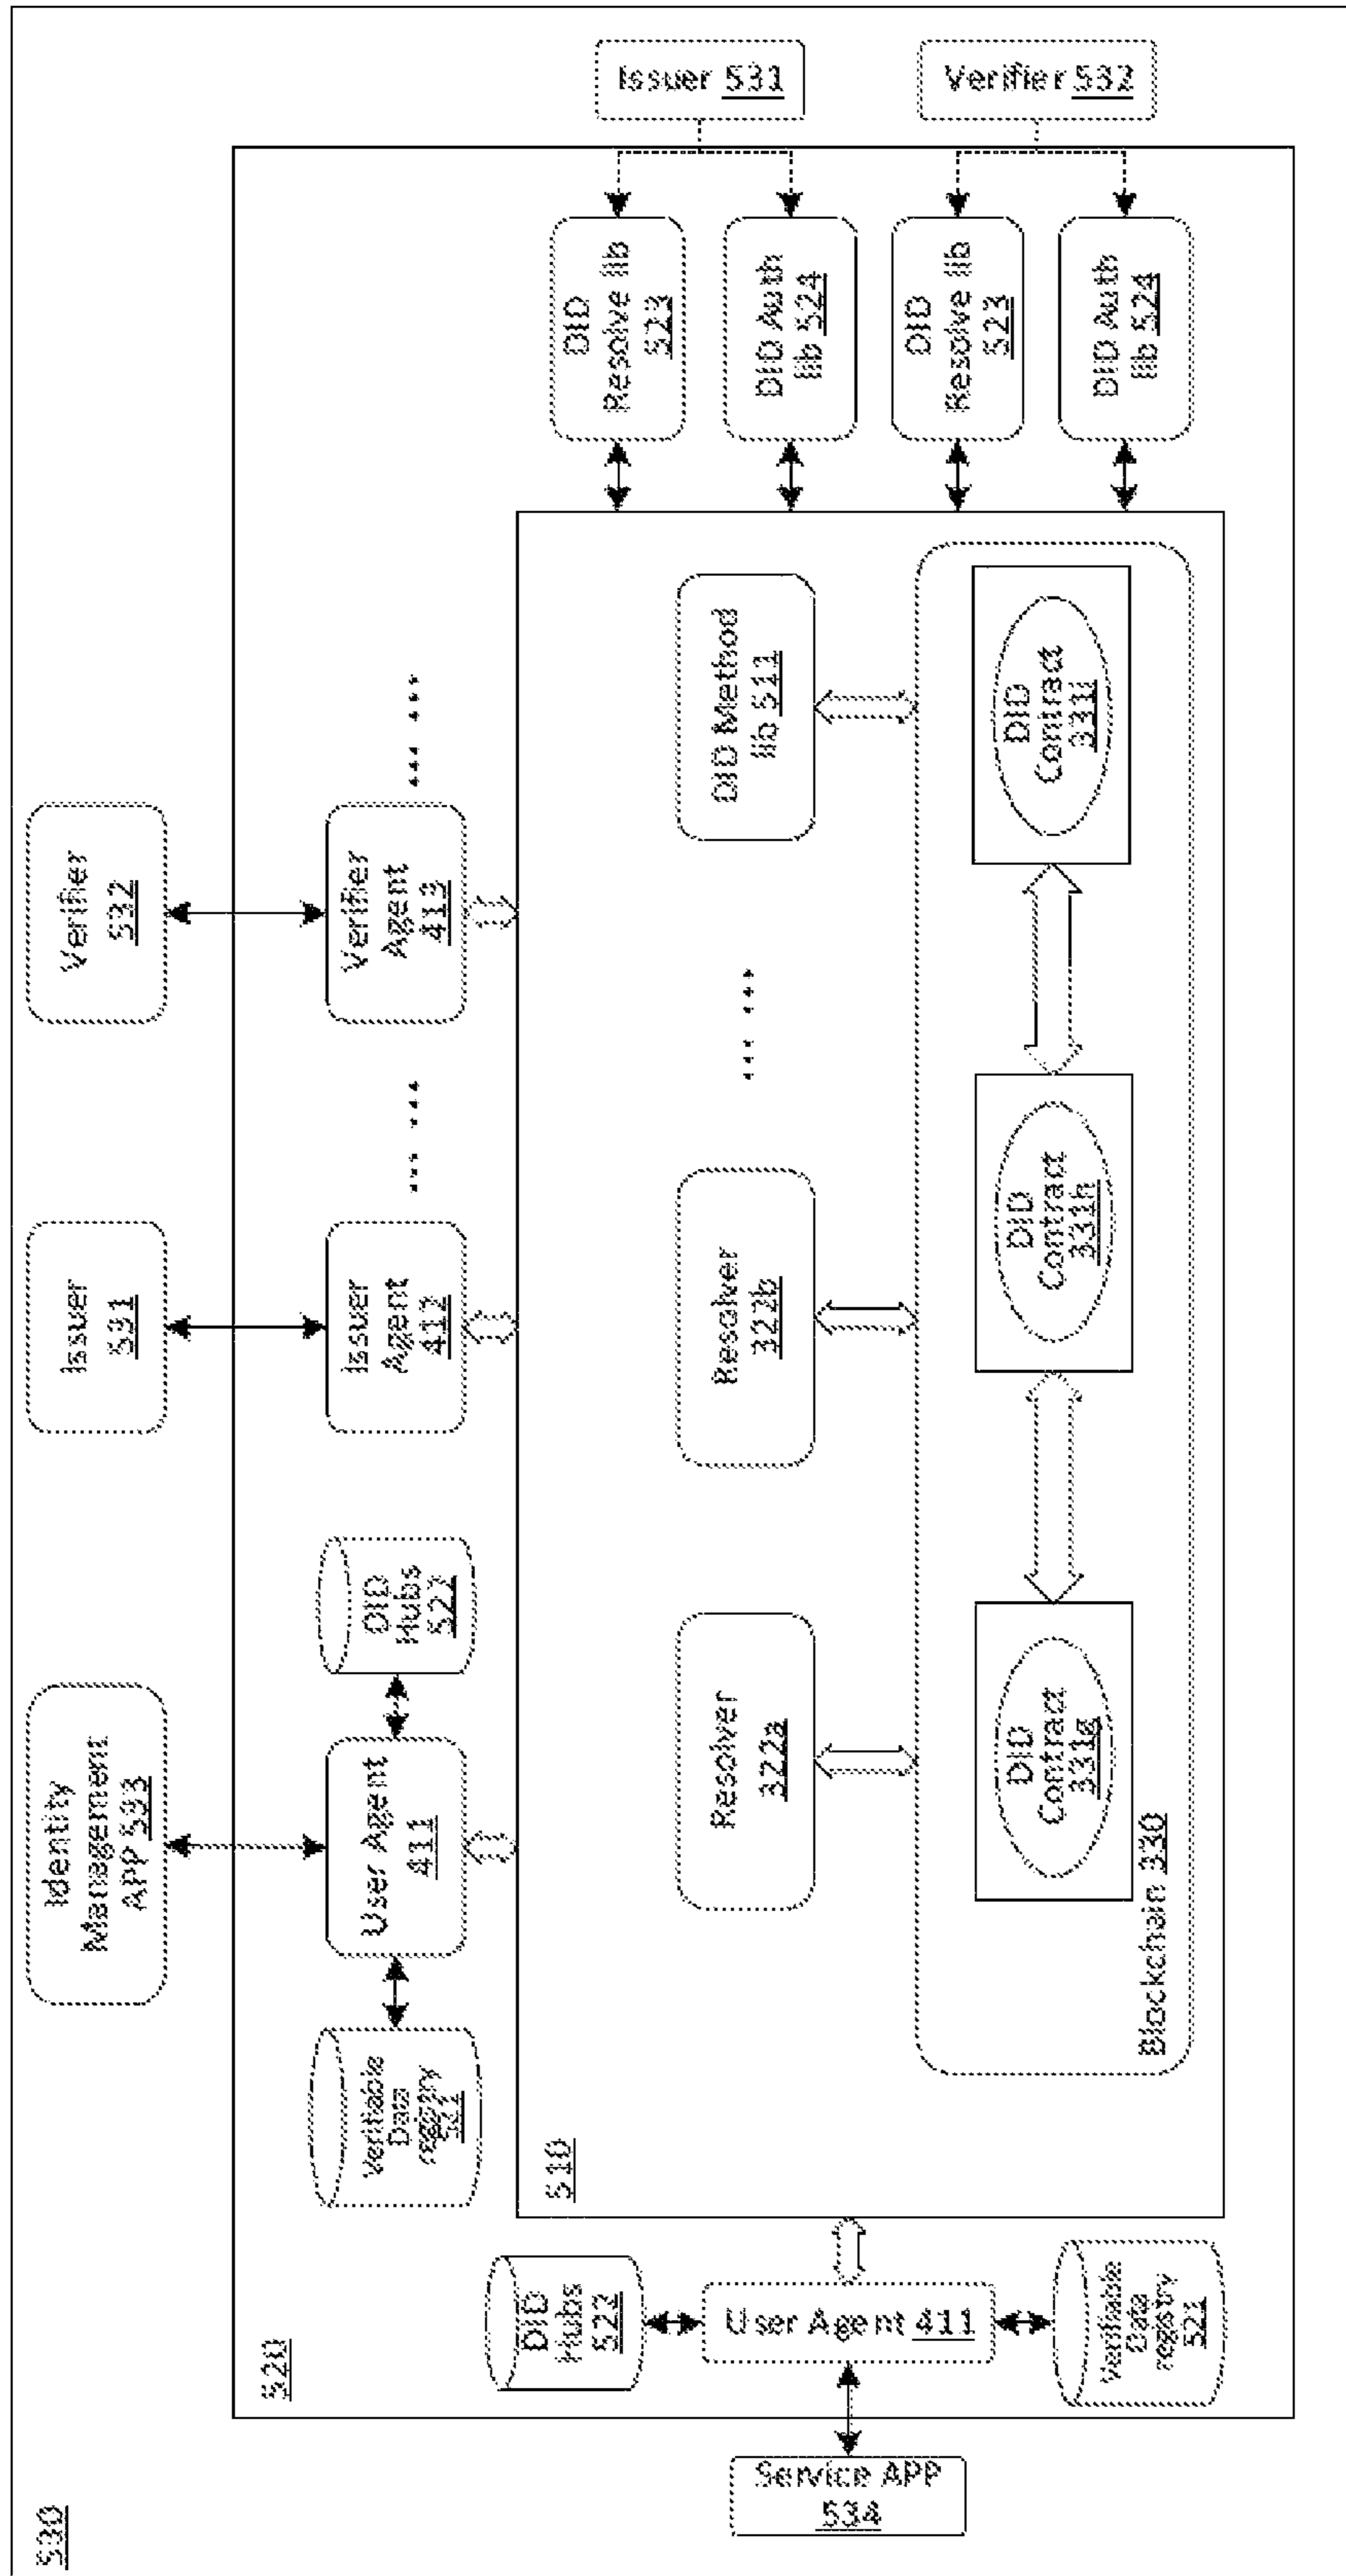 530
Identity
Management
APP 533
Issuer
531
Verifier
532
520
Verifiable
Data
registry
521
User Agent
411
DID
Hubs
522
Issuer
Agent
412
... ...
Verifier
Agent
413
... ...
510
DID
Hubs
522
User Agent 411
Verifiable
Data
registry
521
Service APP
534
Resolver
322a
Resolver
322b
... ...
DID Method
lib 511
DID
Contract
331g
DID
Contract
331h
DID
Contract
331i
Blockchain 330
DID
Resolve lib
523
DID Auth
lib 524
DID
Resolve lib
523
DID Auth
lib 524
Issuer 531
Verifier 532